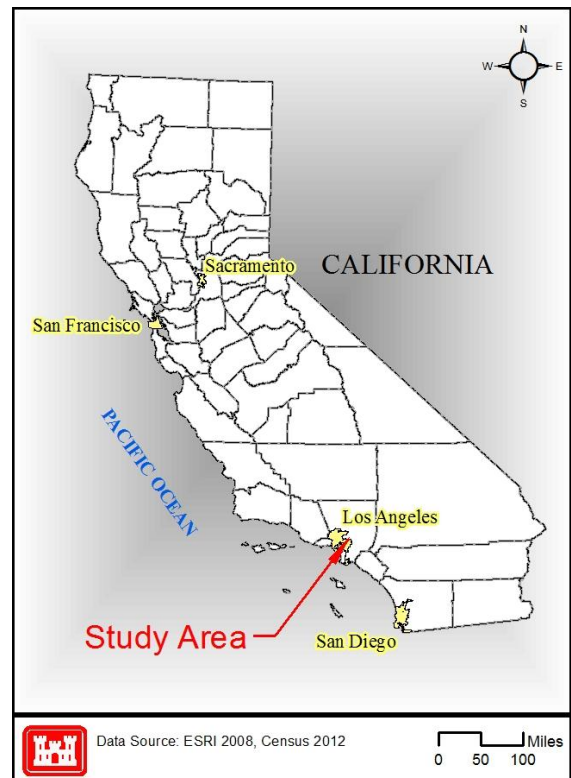 N
W E
S
Sacramento
CALIFORNIA
San Francisco
PACIFIC OCEAN
Los Angeles
Study Area
San Diego
Data Source: ESRI 2008, Census 2012
Miles
0 50 100